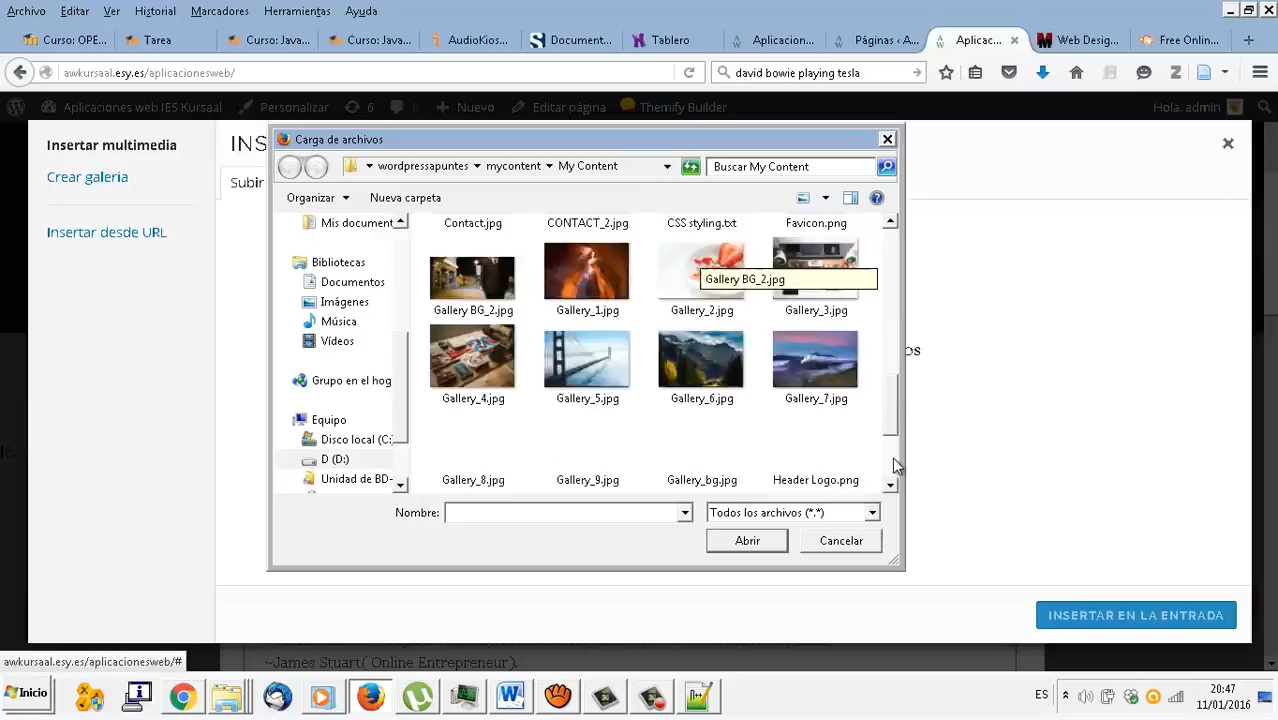 Archivo Editar Ver Historial Marcadores Herramientas Ayuda
Curso: OPE... Tarea Curso: Java... Curso: Java... AudioKios... Document... Tablero Aplicacion... Páginas ‹ A... Aplicac... Web Desig... Free Onlin...
awkursaal.esy.es/aplicacionesweb/ david bowie playing tesla
Aplicaciones web IES Kursaal Personalizar 6 0 Nuevo Editar página Themify Builder Hola, admin
Insertar multimedia
Crear galería
Insertar desde URL
INS
Subir
Carga de archivos
wordpressapuntes mycontent My Content Buscar My Content
Organizar Nueva carpeta
Mis document
Bibliotecas
Documentos
Imágenes
Música
Vídeos
Grupo en el hog
Equipo
Disco local (C:
D (D:)
Unidad de BD-
Contact.jpg CONTACT_2.jpg CSS styling.txt Favicon.png
Gallery BG_2.jpg
Gallery BG_2.jpg Gallery_1.jpg Gallery_2.jpg Gallery_3.jpg
Gallery_4.jpg Gallery_5.jpg Gallery_6.jpg Gallery_7.jpg
Gallery_8.jpg Gallery_9.jpg Gallery_bg.jpg Header Logo.png
Nombre: Todos los archivos (*.*)
Abrir Cancelar
os
INSERTAR EN LA ENTRADA
awkursaal.esy.es/aplicacionesweb/#
~James Stuart( Online Entrepreneur).
Inicio ES 20:47
11/01/2016